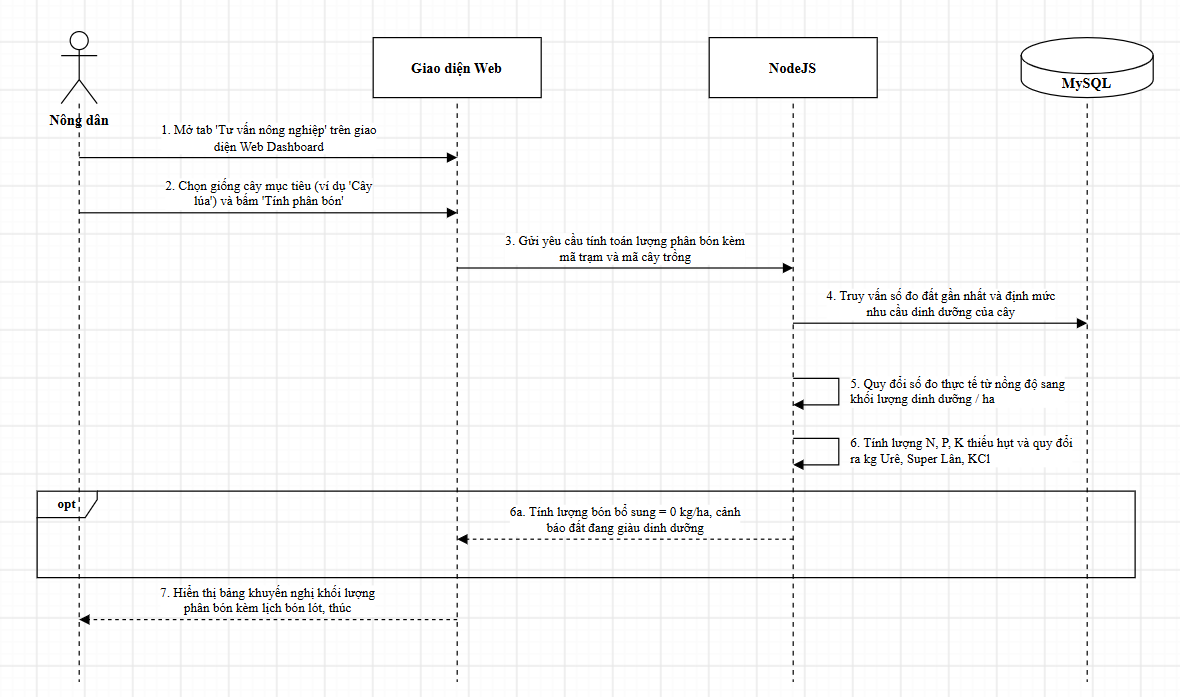 Giao diện Web
NodeJS
MySQL
Nông dân
1. Mở tab 'Tư vấn nông nghiệp' trên giao
diện Web Dashboard
2. Chọn giống cây mục tiêu (ví dụ 'Cây
lúa') và bấm 'Tính phân bón'
3. Gửi yêu cầu tính toán lượng phân bón kèm
mã trạm và mã cây trồng
4. Truy vấn số đo đất gần nhất và định mức
nhu cầu dinh dưỡng của cây
5. Quy đổi số đo thực tế từ nồng độ sang
khối lượng dinh dưỡng / ha
6. Tính lượng N, P, K thiếu hụt và quy đổi
ra kg Urê, Super Lân, KCl
opt
6a. Tính lượng bón bổ sung = 0 kg/ha, cảnh
báo đất đang giàu dinh dưỡng
7. Hiển thị bảng khuyến nghị khối lượng
phân bón kèm lịch bón lót, thúc